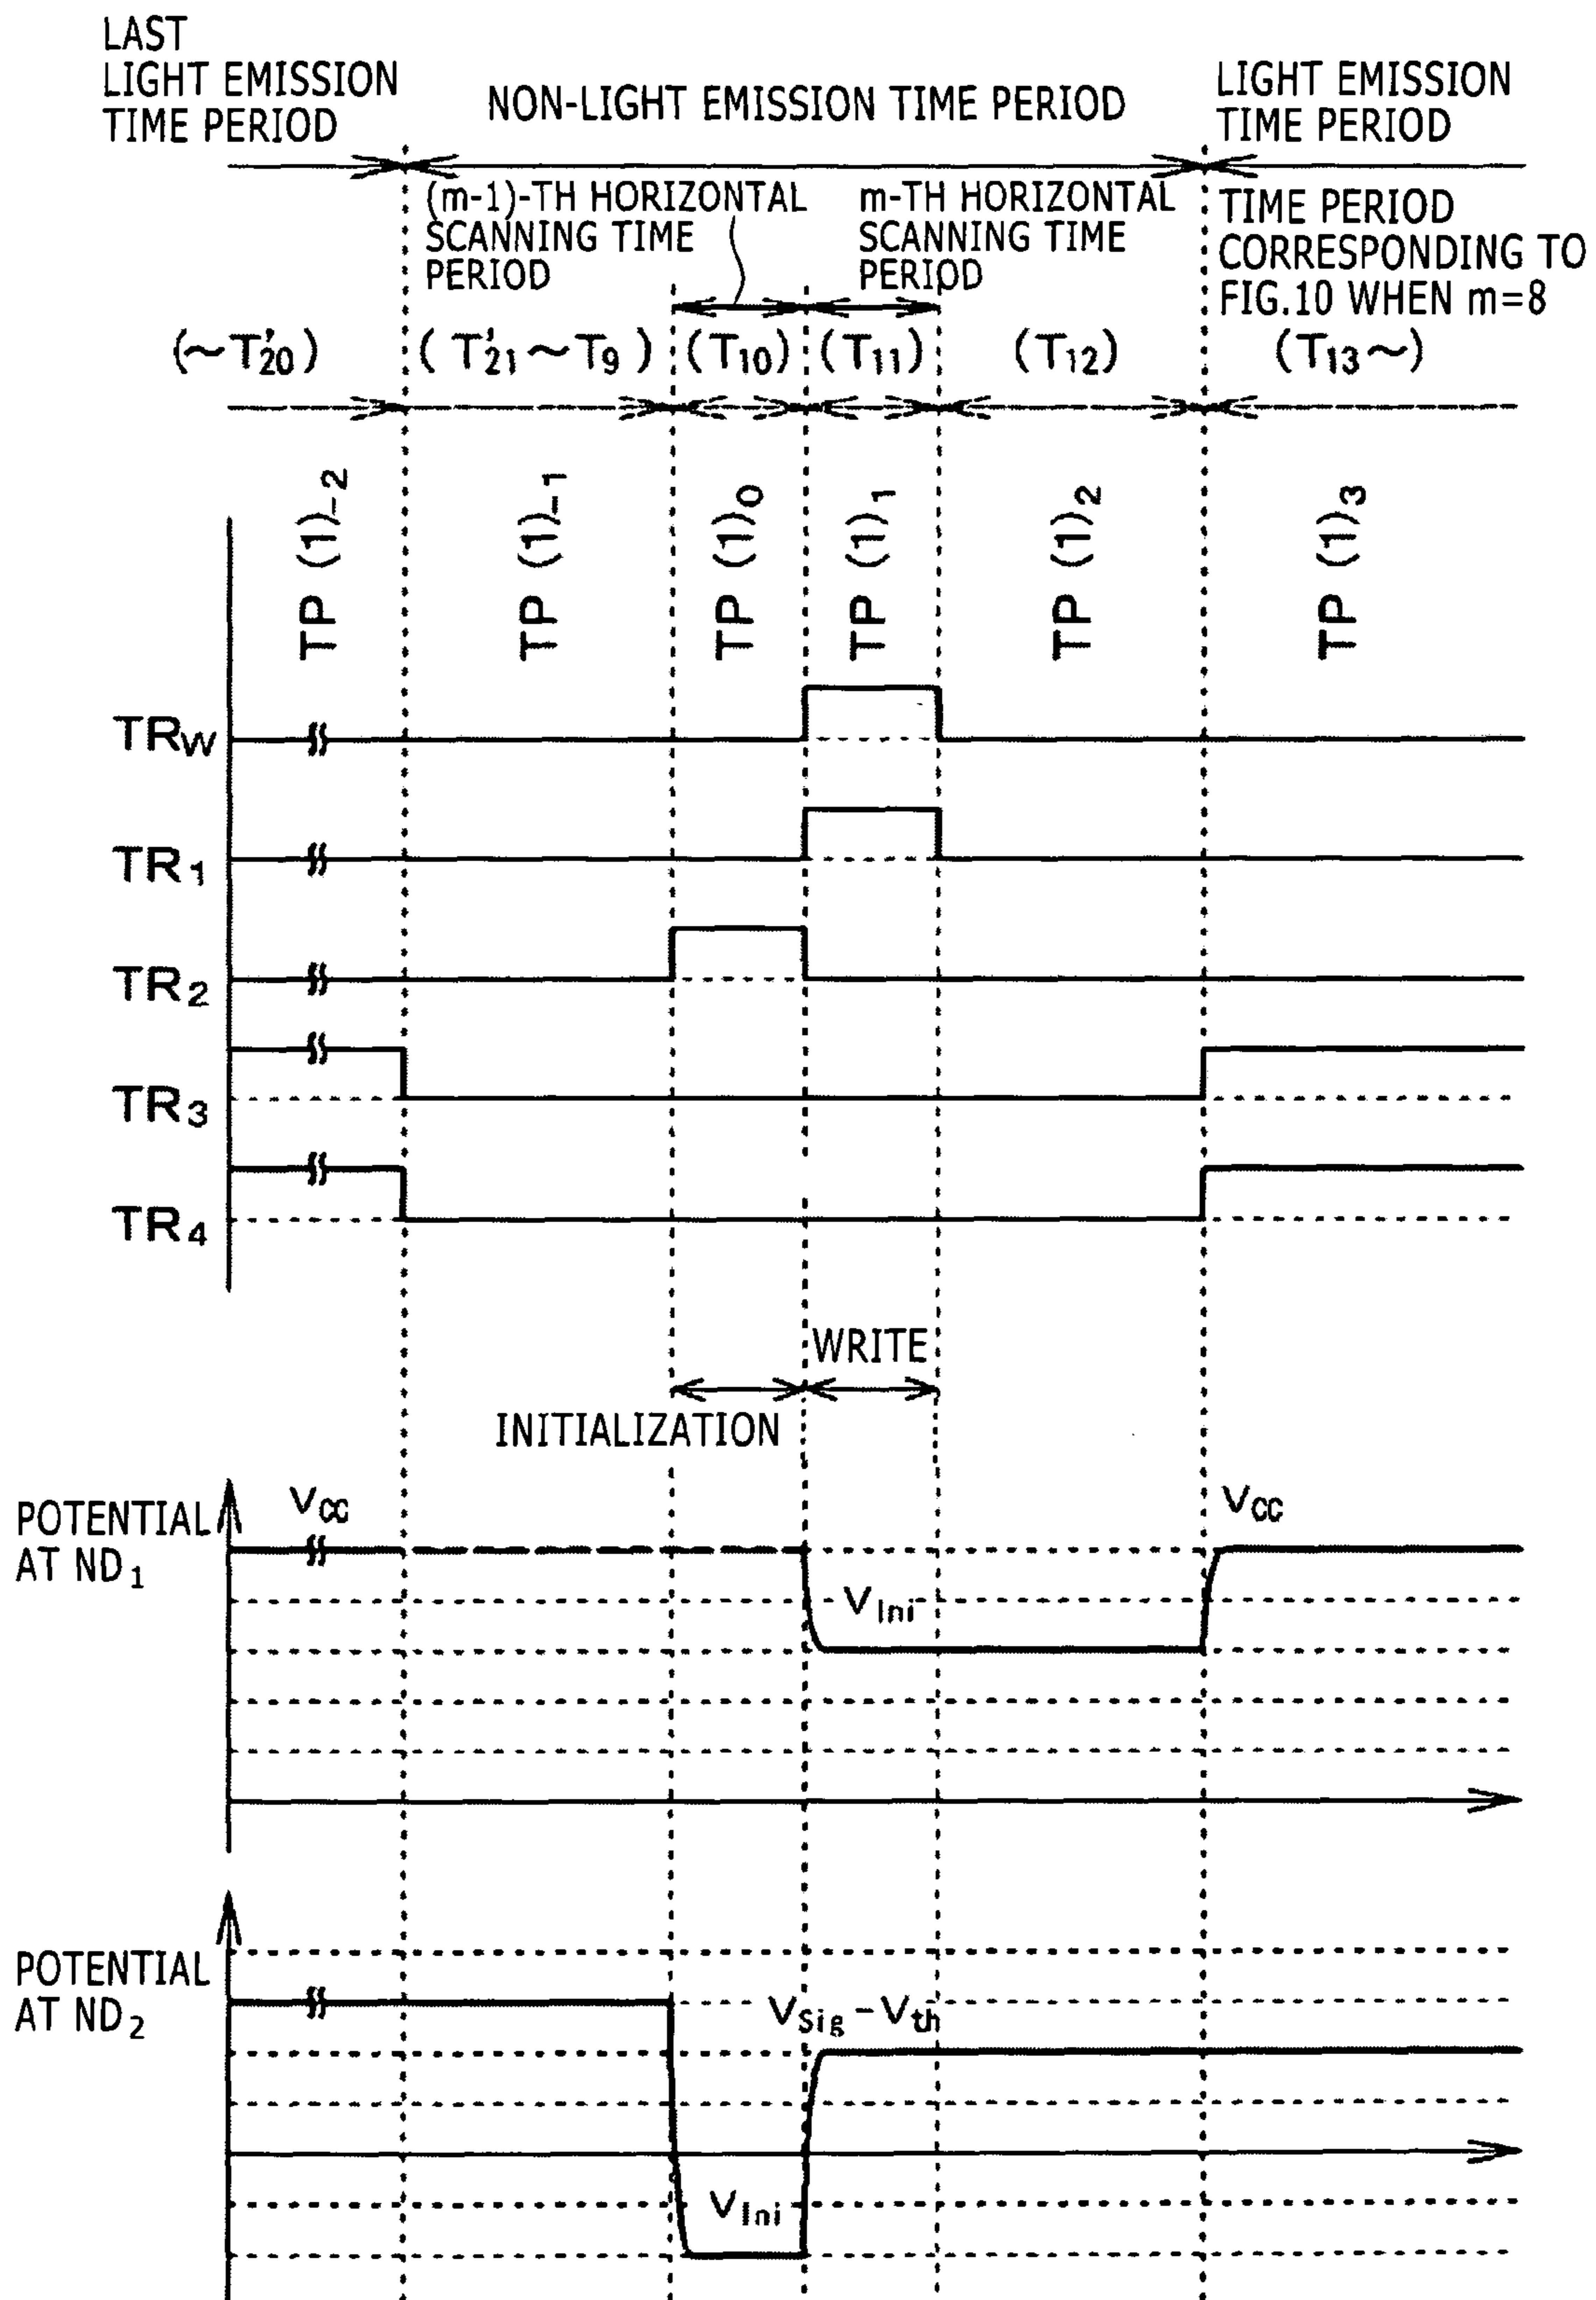 LAST
LIGHT EMISSION
TIME PERIOD
NON-LIGHT EMISSION TIME PERIOD
LIGHT EMISSION
TIME PERIOD
(m-1)-TH HORIZONTAL
SCANNING TIME
PERIOD
m-TH HORIZONTAL
SCANNING TIME
PERIOD
TIME PERIOD
CORRESPONDING TO
FIG.10 WHEN m=8
(~T'20)
(T'21~T9)
(T10)
(T11)
(T12)
(T13~)
TP (1)-2
TP (1)-1
TP (1)0
TP (1)1
TP (1)2
TP (1)3
TRW
TR1
TR2
TR3
TR4
WRITE
INITIALIZATION
POTENTIAL
AT ND1
VCC
VIni
VCC
POTENTIAL
AT ND2
VSig-Vth
VIni